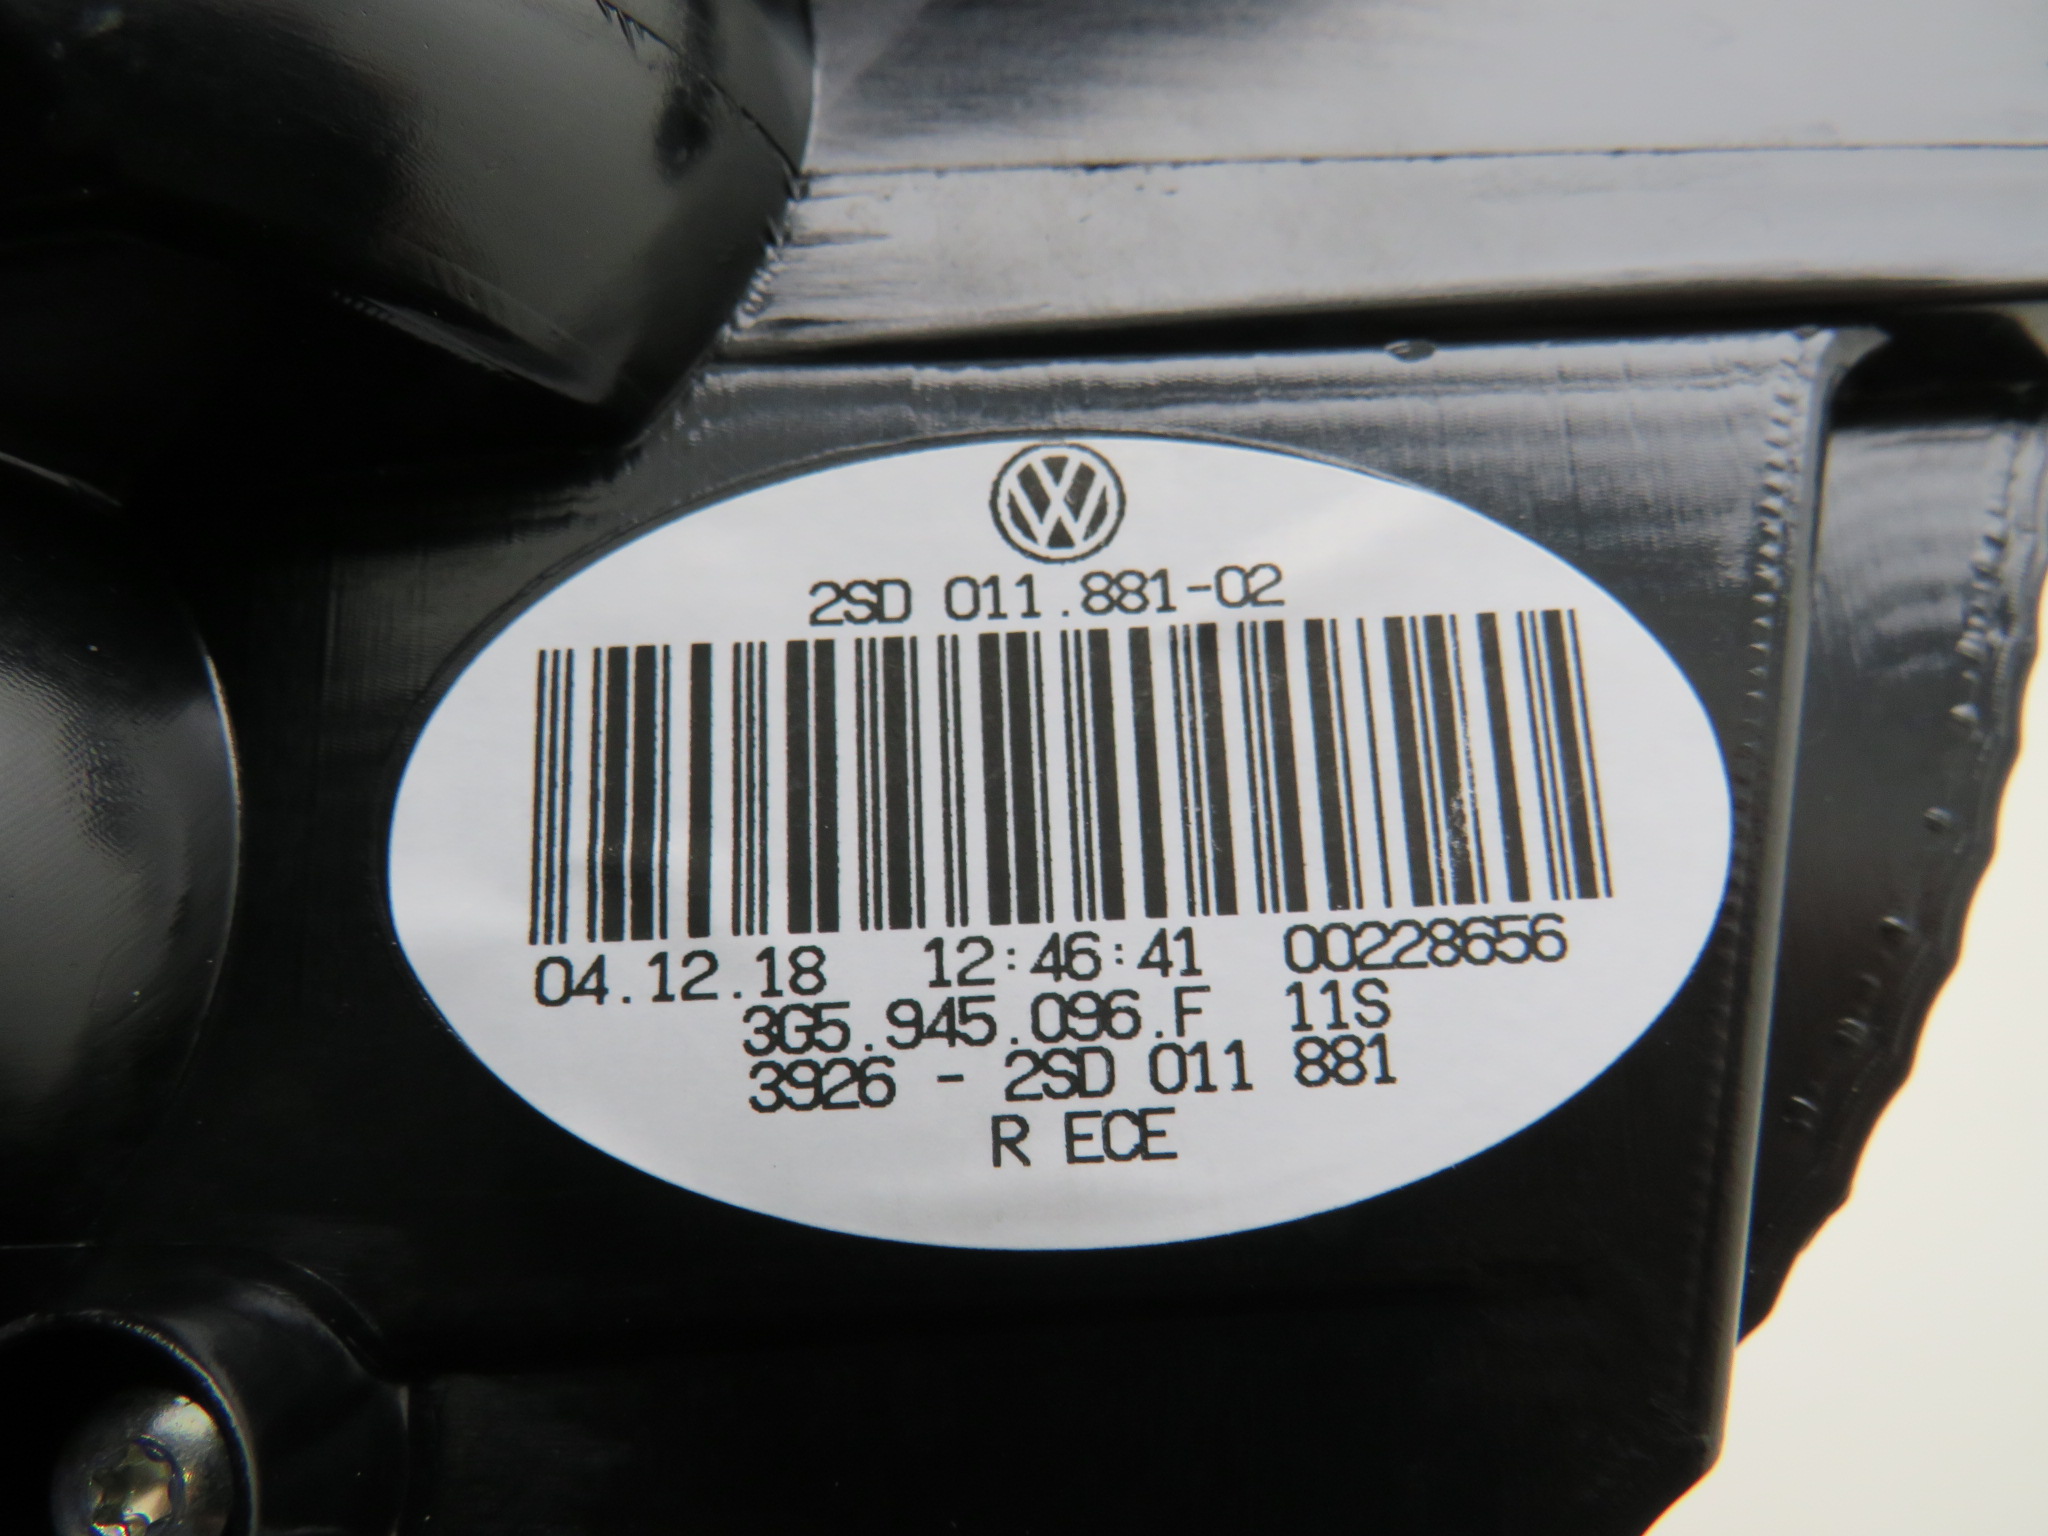 2SD 011.881-02
04.12.18 12:46:41 00228656
3G5.945.096.F 11S
3926 - 2SD 011 881
R ECE